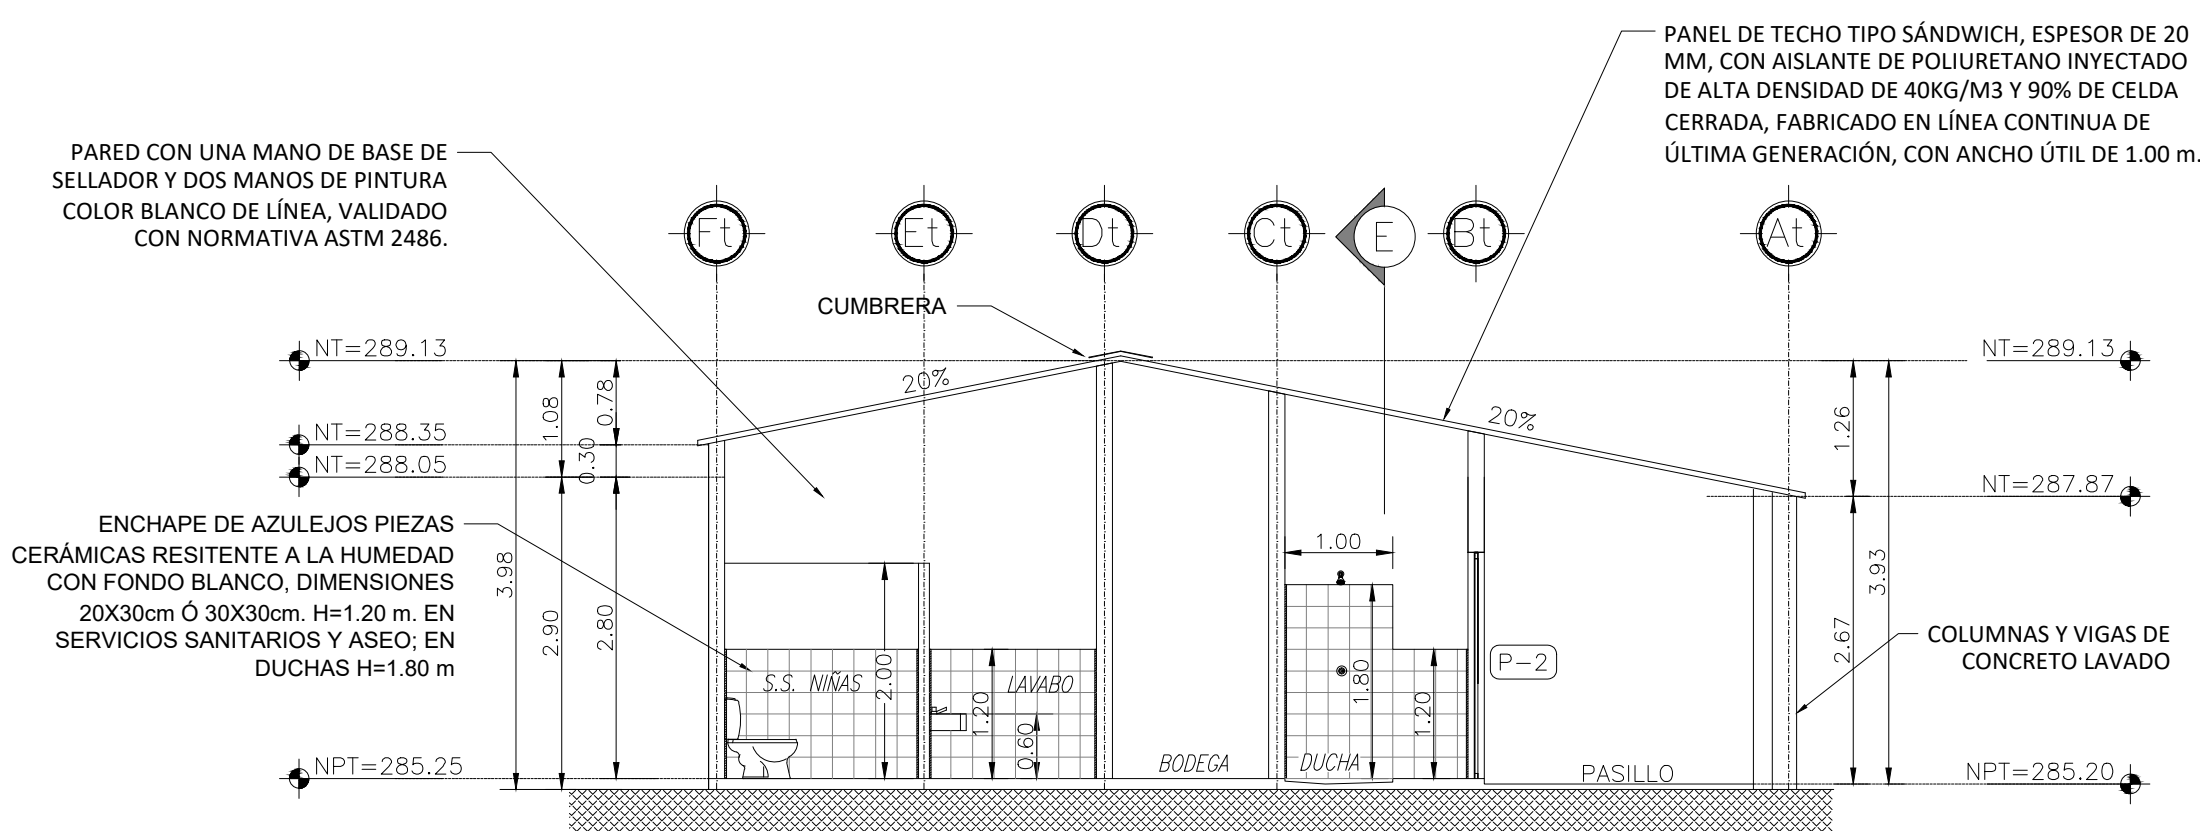 PANEL DE TECHO TIPO SÁNDWICH, ESPESOR DE 20
MM, CON AISLANTE DE POLIURETANO INYECTADO
DE ALTA DENSIDAD DE 40KG/M3 Y 90% DE CELDA
CERRADA, FABRICADO EN LÍNEA CONTINUA DE
ÚLTIMA GENERACIÓN, CON ANCHO ÚTIL DE 1.00 m.
PARED CON UNA MANO DE BASE DE
SELLADOR Y DOS MANOS DE PINTURA
COLOR BLANCO DE LÍNEA, VALIDADO
CON NORMATIVA ASTM 2486.
Ft
Et
Dt
Ct
E
Bt
At
CUMBRERA
NT=289.13
NT=289.13
20%
20%
0.78
1.08
1.26
NT=288.35
0.30
NT=288.05
NT=287.87
ENCHAPE DE AZULEJOS PIEZAS
CERÁMICAS RESITENTE A LA HUMEDAD
CON FONDO BLANCO, DIMENSIONES
20X30cm Ó 30X30cm. H=1.20 m. EN
SERVICIOS SANITARIOS Y ASEO; EN
DUCHAS H=1.80 m
3.98
2.90
2.80
1.00
3.93
2.67
COLUMNAS Y VIGAS DE
CONCRETO LAVADO
S.S. NIÑAS
2.00
LAVABO
1.20
0.60
1.80
1.20
P-2
BODEGA
DUCHA
PASILLO
NPT=285.25
NPT=285.20